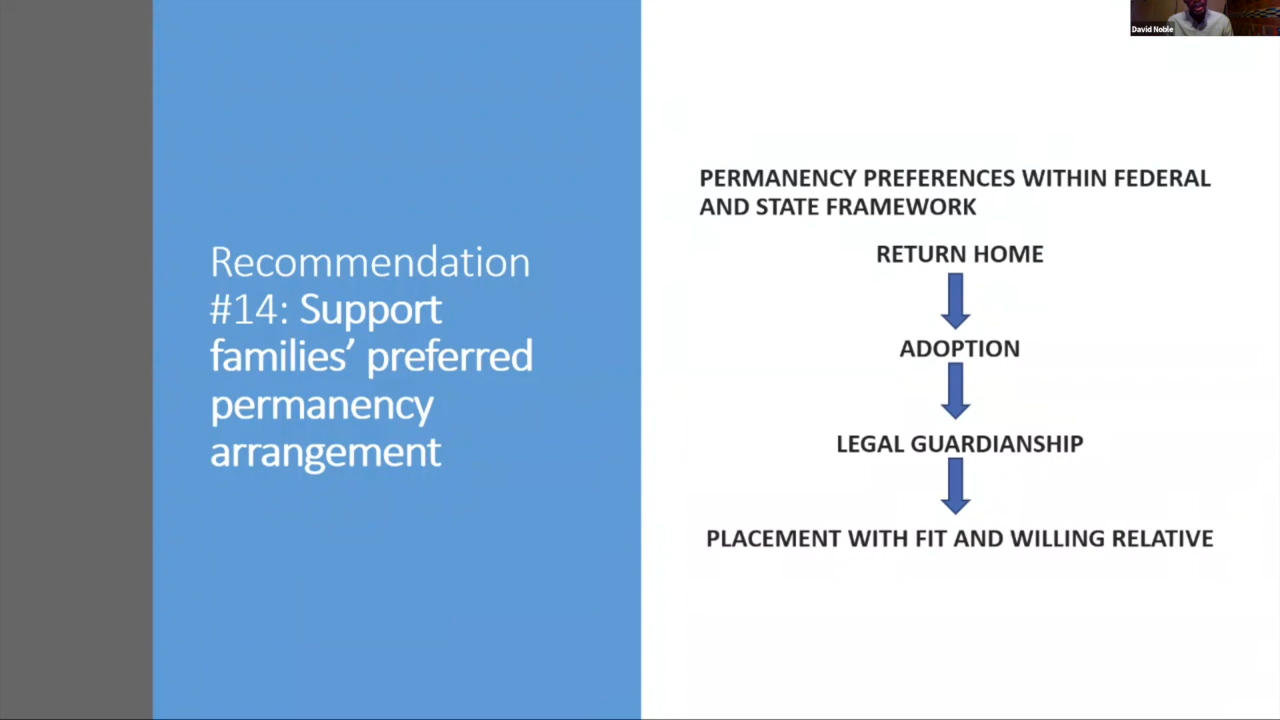 David Noble
Recommendation
#14: Support
families’ preferred
permanency
arrangement
PERMANENCY PREFERENCES WITHIN FEDERAL
AND STATE FRAMEWORK
RETURN HOME
ADOPTION
LEGAL GUARDIANSHIP
PLACEMENT WITH FIT AND WILLING RELATIVE